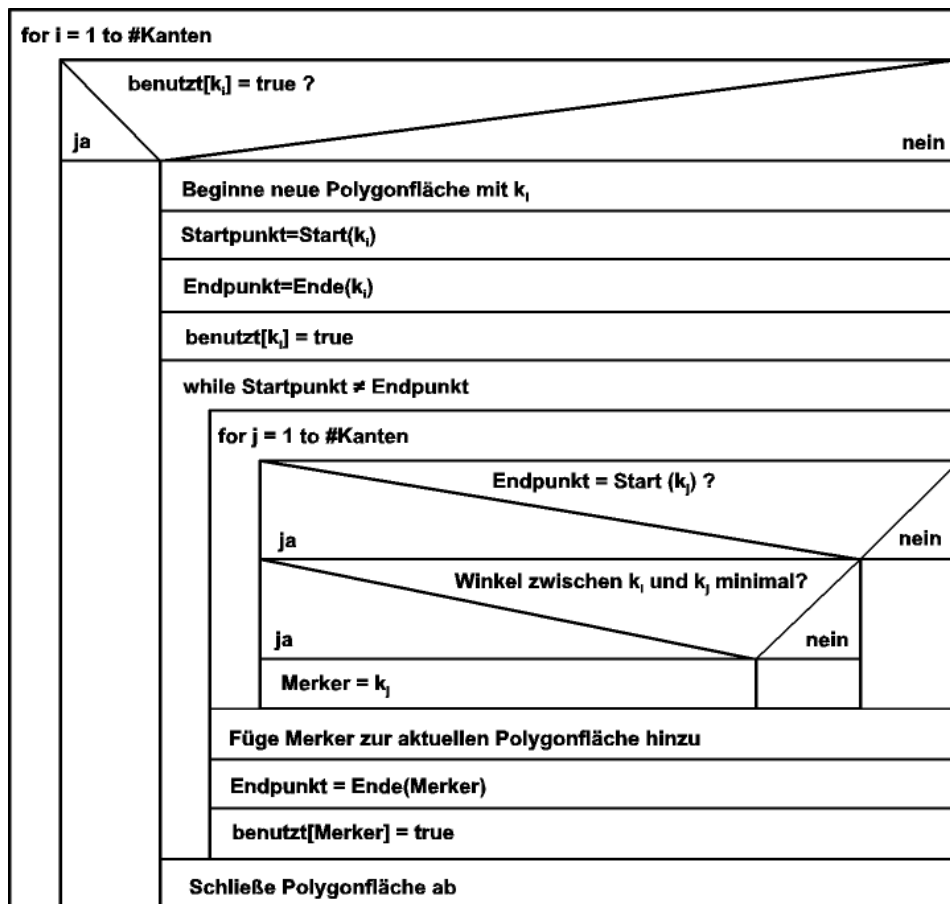 for i = 1 to #Kanten
benutzt[kᵢ] = true ?
ja
nein
Beginne neue Polygonfläche mit kᵢ
Startpunkt=Start(kᵢ)
Endpunkt=Ende(kᵢ)
benutzt[kᵢ] = true
while Startpunkt ≠ Endpunkt
for j = 1 to #Kanten
Endpunkt = Start (kⱼ) ?
ja
nein
Winkel zwischen kᵢ und kⱼ minimal?
ja
nein
Merker = kⱼ
Füge Merker zur aktuellen Polygonfläche hinzu
Endpunkt = Ende(Merker)
benutzt[Merker] = true
Schließe Polygonfläche ab